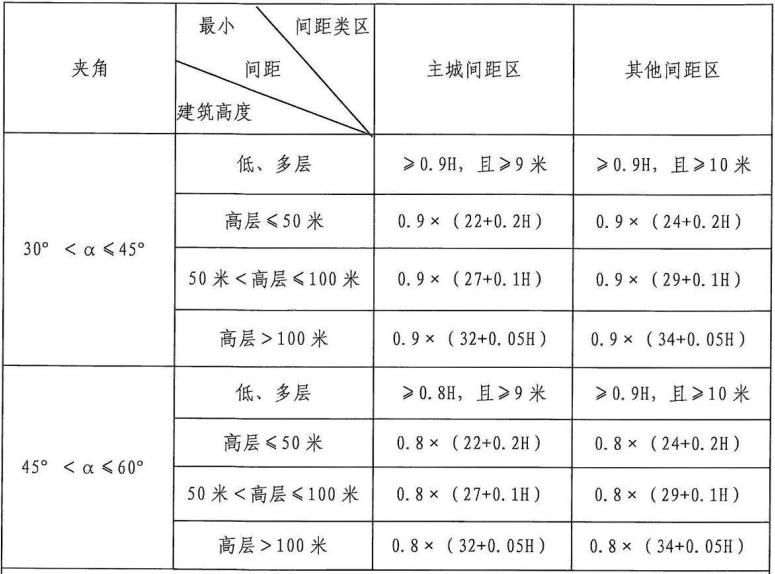 夹角
最小
间距类区
间距
建筑高度
主城间距区
其他间距区
30° < α ≤45°
低、多层
≥0.9H, 且≥9 米
≥0.9H, 且≥10 米
高层≤50 米
0.9×（22+0.2H）
0.9×（24+0.2H）
50 米<高层≤100 米
0.9×（27+0.1H）
0.9×（29+0.1H）
高层>100 米
0.9×（32+0.05H）
0.9×（34+0.05H）
45° < α ≤60°
低、多层
≥0.8H, 且≥9 米
≥0.9H, 且≥10 米
高层≤50 米
0.8×（22+0.2H）
0.8×（24+0.2H）
50 米<高层≤100 米
0.8×（27+0.1H）
0.8×（29+0.1H）
高层>100 米
0.8×（32+0.05H）
0.8×（34+0.05H）